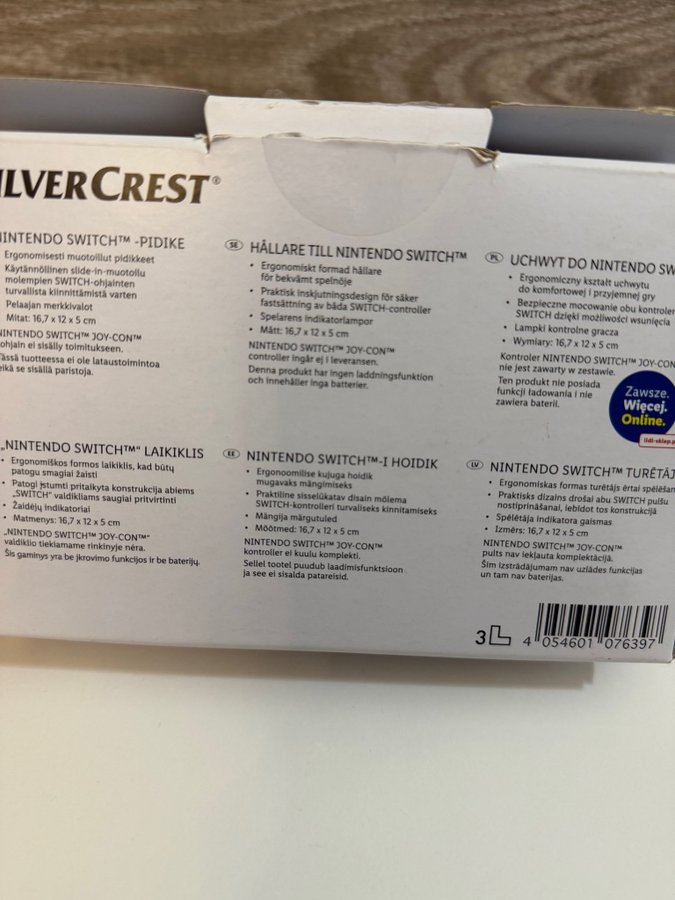 ILVERCREST®
NINTENDO SWITCH™ -PIDIKE
Ergonomisesti muotoillut pidikkeet
Käytännöllinen slide-in-muotoilu
molempien SWITCH-ohjainten
turvallista kiinnittämistä varten
Pelaajan merkkivalot
Mitat: 16,7 x 12 x 5 cm
NINTENDO SWITCH™ JOY-CON™
ohjain ei sisälly toimitukseen.
Tässä tuotteessa ei ole lataustoimintoa
eikä se sisällä paristoja.
SE HÅLLARE TILL NINTENDO SWITCH™
• Ergonomiskt formad hållare
för bekvämt spelnöje
• Praktisk inskjutningsdesign för säker
fastsättning av båda SWITCH-controller
• Spelarens indikatorlampor
• Mått: 16,7 x 12 x 5 cm
NINTENDO SWITCH™ JOY-CON™
controller ingår ej i leveransen.
Denna produkt har ingen laddningsfunktion
och innehåller inga batterier.
PL UCHWYT DO NINTENDO SW
• Ergonomiczny kształt uchwytu
do komfortowej i przyjemnej gry
• Bezpieczne mocowanie obu kontroler
SWITCH dzięki możliwości wsunięcia
• Lampki kontrolne gracza
• Wymiary: 16,7 x 12 x 5 cm
Kontroler NINTENDO SWITCH™ JOY-CON
nie jest zawarty w zestawie.
Ten produkt nie posiada
funkcji ładowania i nie
zawiera baterii.
Zawsze.
Więcej.
Online.
lidl-sklep.p
„NINTENDO SWITCH™“ LAIKIKLIS
• Ergonomiškos formos laikiklis, kad būtų
patogu smagiai žaisti
• Patogi įstumti pritaikyta konstrukcija abiems
„SWITCH“ valdikliams saugiai pritvirtinti
• Žaidėjų indikatoriai
• Matmenys: 16,7 x 12 x 5 cm
„NINTENDO SWITCH™ JOY-CON™“
valdiklio tiekiamame rinkinyje nėra.
Šis gaminys yra be įkrovimo funkcijos ir be baterijų.
EE NINTENDO SWITCH™-I HOIDIK
• Ergonoomilise kujuga hoidik
mugavaks mängimiseks
• Praktiline sisselükatav disain mõlema
SWITCH-kontrolleri turvaliseks kinnitamiseks
• Mängija märgutuled
• Mõõtmed: 16,7 x 12 x 5 cm
NINTENDO SWITCH™ JOY-CON™
kontroller ei kuulu komplekti.
Sellel tootel puudub laadimisfunktsioon
ja see ei sisalda patareisid.
LV NINTENDO SWITCH™ TURĒTĀJ
• Ergonomiskas formas turētājs ērtai spēlēšan
• Praktisks dizains drošai abu SWITCH pulšu
nostiprināšanai, iebīdot tos konstrukcijā
• Spēlētāja indikatora gaismas
• Izmērs: 16,7 x 12 x 5 cm
NINTENDO SWITCH™ JOY-CON™
pults nav iekļauta komplektācijā.
Šim izstrādājumam nav uzlādes funkcijas
un tam nav baterijas.
3
4 054601 076397